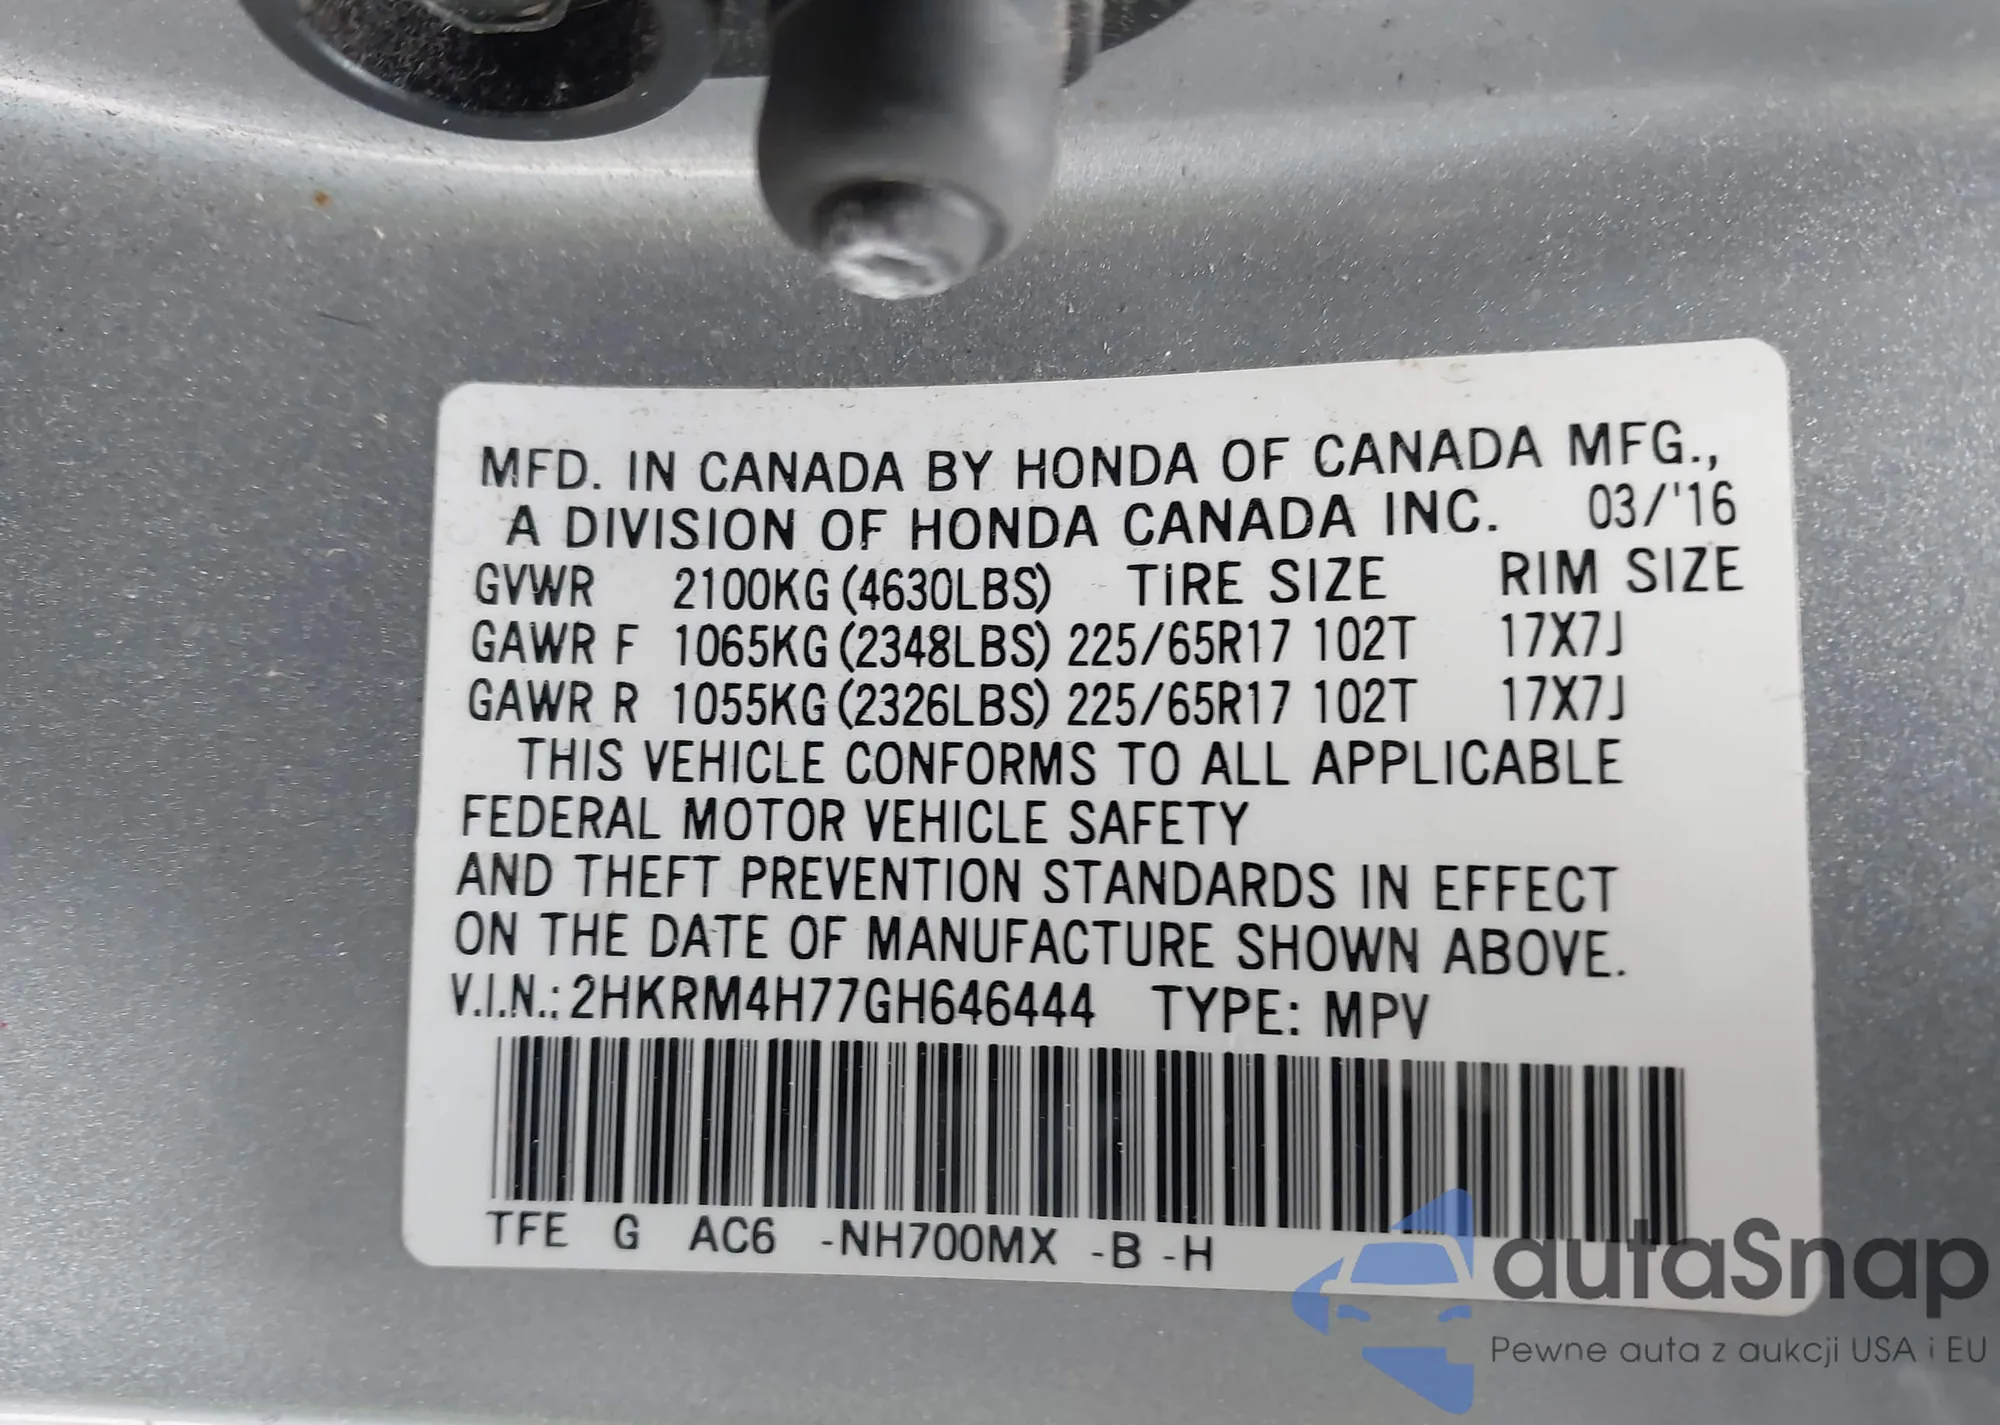 MFD. IN CANADA BY HONDA OF CANADA MFG.,
A DIVISION OF HONDA CANADA INC. 03/'16
GVWR 2100KG (4630LBS) TIRE SIZE RIM SIZE
GAWR F 1065KG (2348LBS) 225/65R17 102T 17X7J
GAWR R 1055KG (2326LBS) 225/65R17 102T 17X7J
THIS VEHICLE CONFORMS TO ALL APPLICABLE
FEDERAL MOTOR VEHICLE SAFETY
AND THEFT PREVENTION STANDARDS IN EFFECT
ON THE DATE OF MANUFACTURE SHOWN ABOVE.
V.I.N.: 2HKRM4H77GH646444 TYPE: MPV
TFE G AC6 -NH700MX -B -H
autaSnap
Pewne auta z aukcji USA i EU